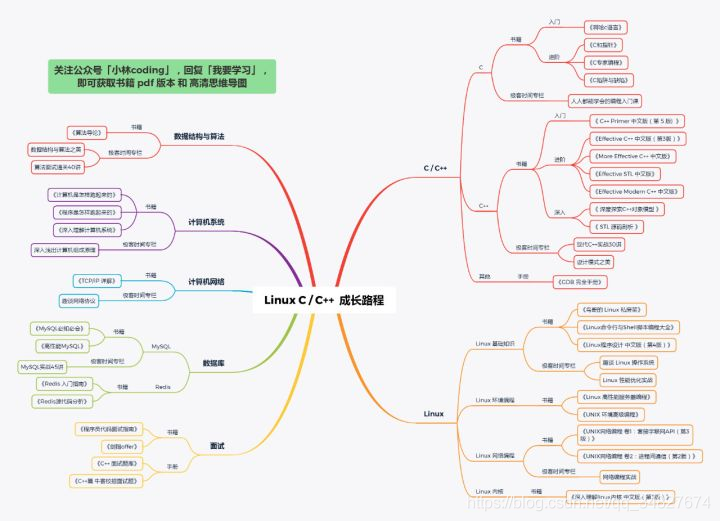 关注公众号「小林coding」，回复「我要学习」，
即可获取书籍 pdf 版本 和 高清思维导图
Linux C / C++ 成长路程
数据结构与算法
书籍
《算法导论》
极客时间专栏
数据结构与算法之美
算法面试通关40讲
计算机系统
书籍
《计算机是怎样跑起来的》
《程序是怎样跑起来的》
《深入理解计算机系统》
极客时间专栏
深入浅出计算机组成原理
计算机网络
书籍
《TCP/IP 详解》
极客时间专栏
趣谈网络协议
数据库
MySQL
书籍
《MySQL必知必会》
《高性能MySQL》
极客时间专栏
MySQL实战45讲
Redis
书籍
《Redis 入门指南》
《Redis源代码分析》
面试
书籍
《程序员代码面试指南》
《剑指offer》
手册
《C++ 面试题库》
《C++篇 牛客校招面试题》
C / C++
C
书籍
入门
《啊哈c语言》
进阶
《C和指针》
《C专家编程》
《C陷阱与缺陷》
极客时间专栏
人人都能学会的编程入门课
C++
书籍
入门
《 C++ Primer 中文版（第 5 版）》
进阶
《Effective C++ 中文版（第3版）》
《More Effective C++ 中文版》
《Effective STL 中文版》
《Effective Modern C++ 中文版》
深入
《 深度探索C++对象模型 》
《 STL 源码剖析 》
极客时间专栏
现代C++实战30讲
设计模式之美
其他
手册
《GDB 完全手册》
Linux
Linux 基础知识
书籍
《鸟哥的 Linux 私房菜》
《Linux命令行与Shell脚本编程大全》
《Linux程序设计 中文版（第4版）》
极客时间专栏
趣谈 Linux 操作系统
Linux 性能优化实战
Linux 环境编程
书籍
《Linux 高性能服务器编程》
《UNIX 环境高级编程》
Linux 网络编程
书籍
《UNIX网络编程 卷1：套接字联网API（第3
版）》
《UNIX网络编程 卷2：进程间通信（第2版）》
极客时间专栏
网络编程实战
Linux 内核
书籍
《深入理解linux内核 中文版（第3版）》